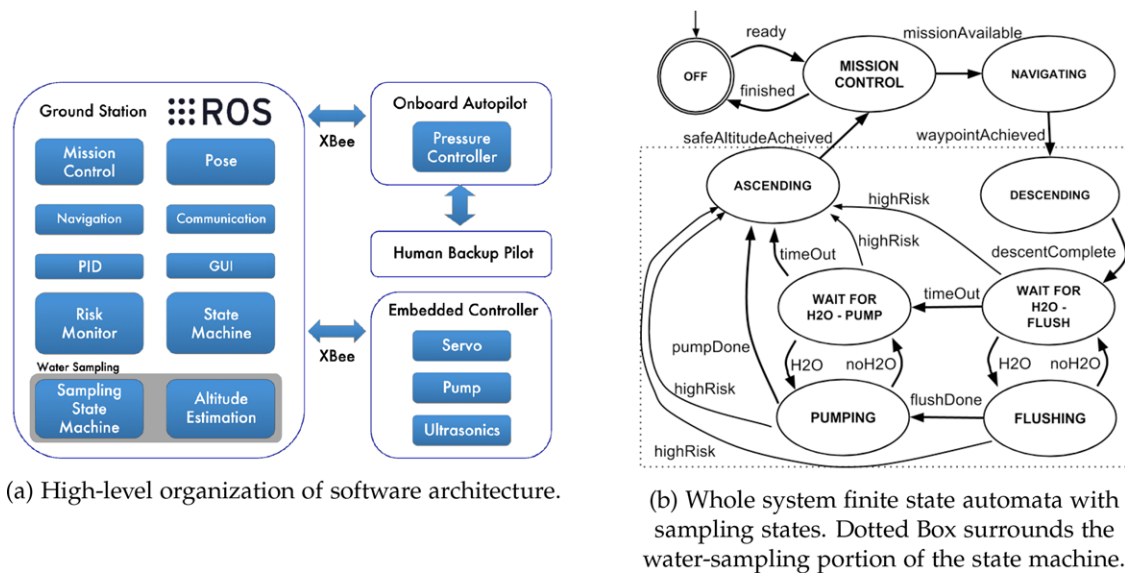 Ground Station
ROS
Mission
Control
Pose
Navigation
Communication
PID
GUI
Risk
Monitor
State
Machine
Water Sampling
Sampling
State
Machine
Altitude
Estimation
XBee
XBee
Onboard Autopilot
Pressure
Controller
Human Backup Pilot
Embedded Controller
Servo
Pump
Ultrasonics
(a) High-level organization of software architecture.
ready
missionAvailable
OFF
MISSION
CONTROL
NAVIGATING
finished
safeAltitudeAcheived
waypointAchieved
ASCENDING
DESCENDING
highRisk
highRisk
descentComplete
timeOut
timeOut
WAIT FOR
H2O - PUMP
WAIT FOR
H2O -
FLUSH
pumpDone
H2O
noH2O
H2O
noH2O
highRisk
flushDone
PUMPING
FLUSHING
highRisk
(b) Whole system finite state automata with
sampling states. Dotted Box surrounds the
water-sampling portion of the state machine.